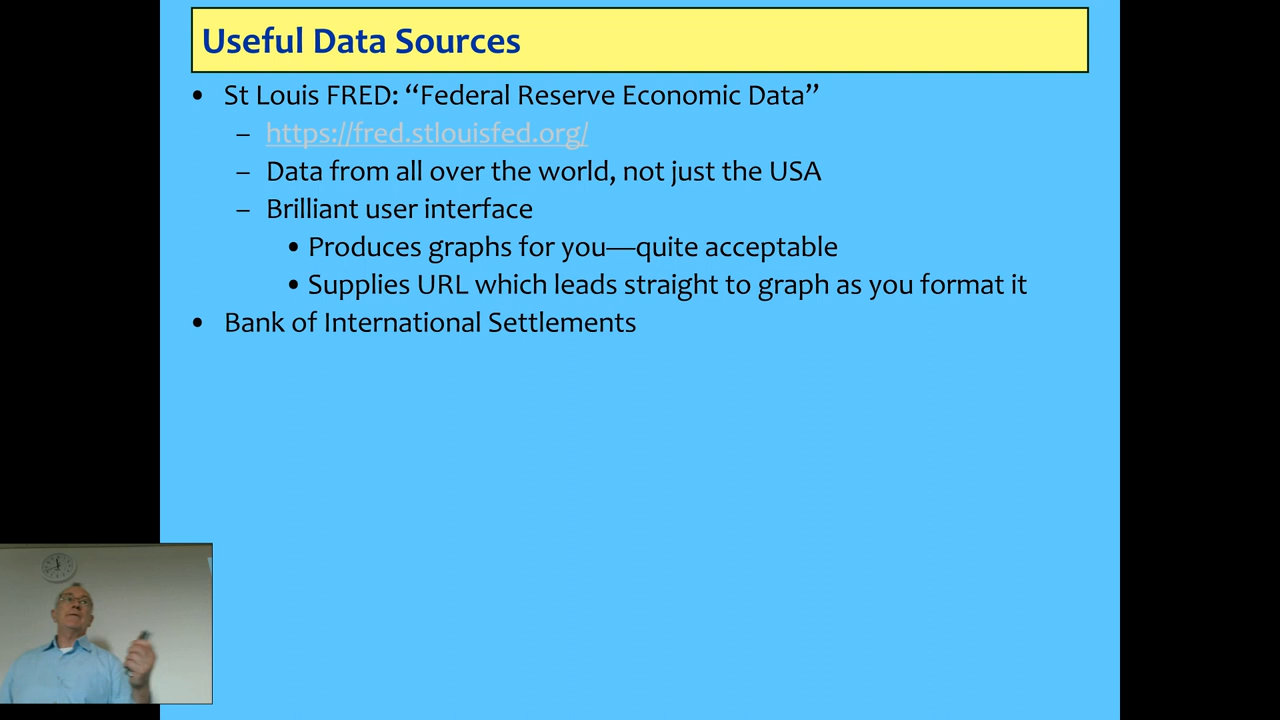 Useful Data Sources
• St Louis FRED: “Federal Reserve Economic Data”
– https://fred.stlouisfed.org/
– Data from all over the world, not just the USA
– Brilliant user interface
• Produces graphs for you—quite acceptable
• Supplies URL which leads straight to graph as you format it
• Bank of International Settlements